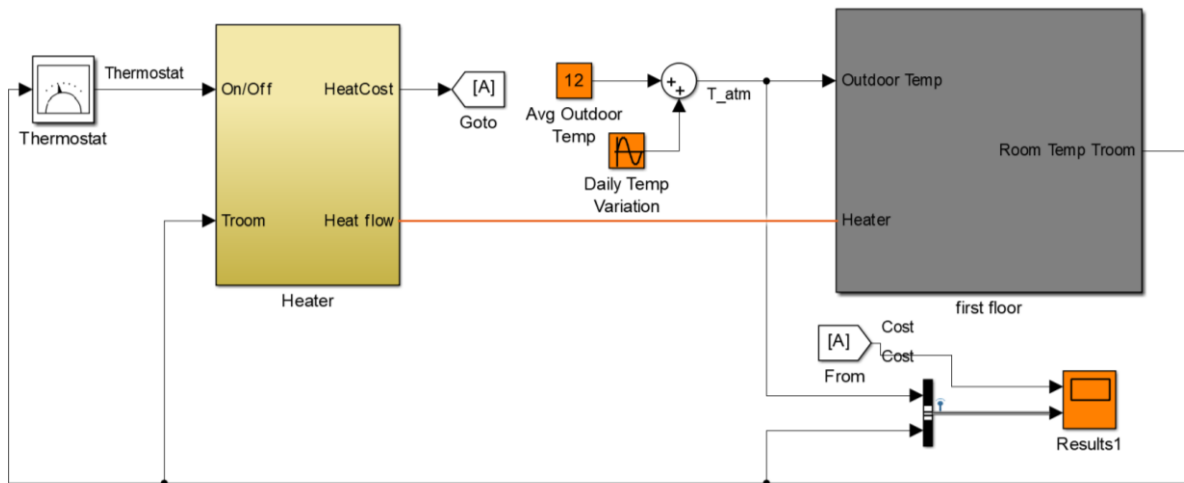 Thermostat
Thermostat
On/Off
HeatCost
Troom
Heat flow
Heater
[A]
Goto
12
Avg Outdoor
Temp
Daily Temp
Variation
T_atm
Outdoor Temp
Room Temp Troom
Heater
first floor
[A]
From
Cost
Cost
Results1